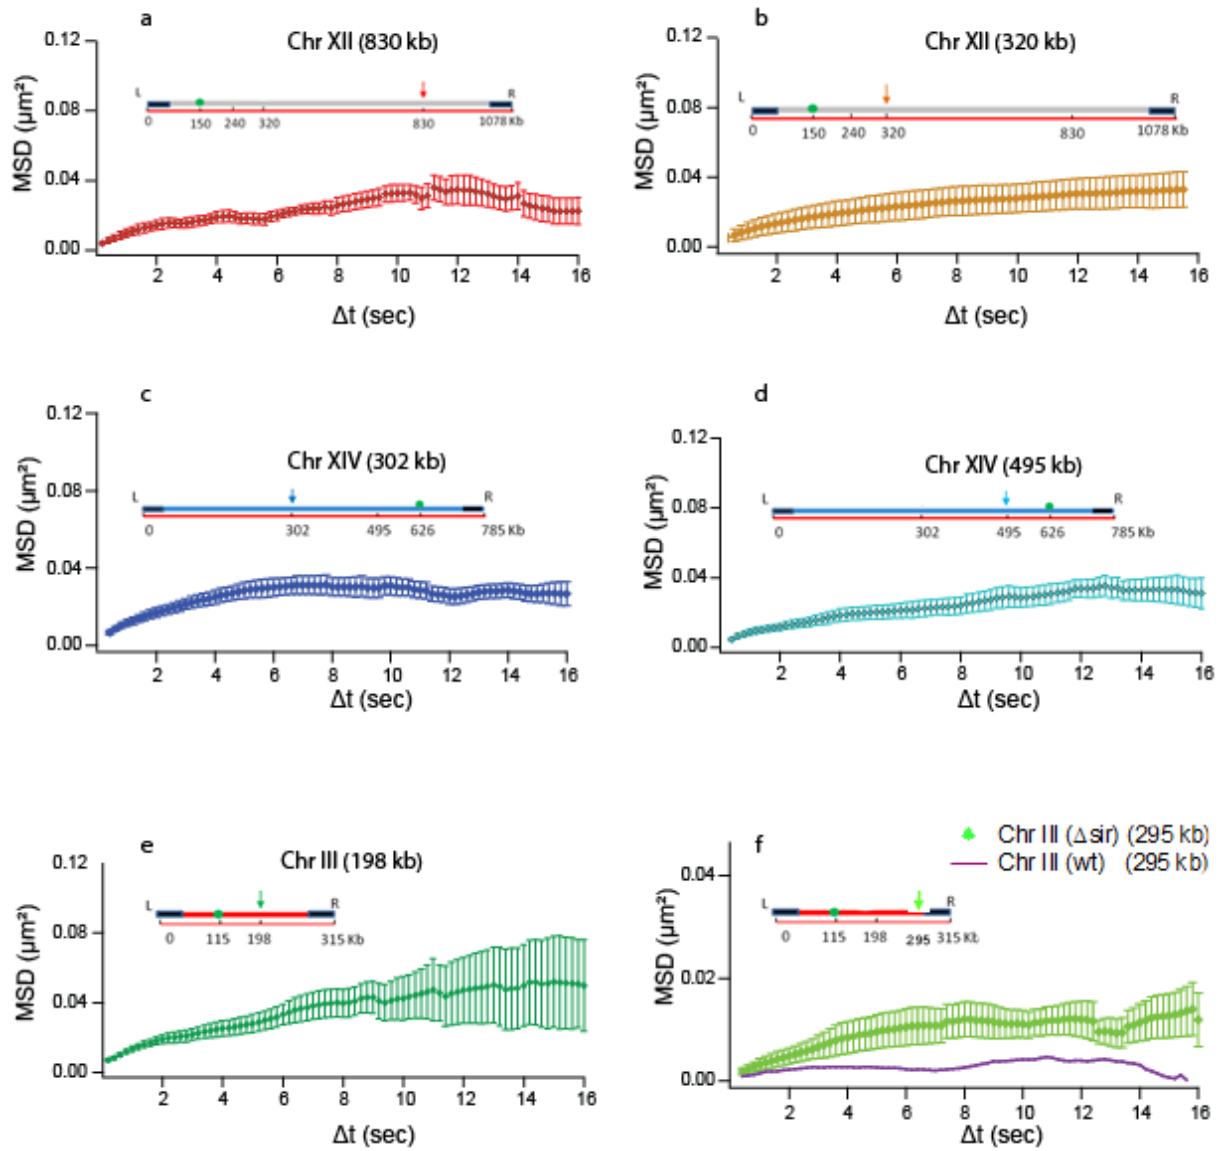 a
Chr XII (830 kb)
MSD (µm²)
0.12
0.08
0.04
0.00
L
R
0 150 240 320 830 1078 Kb
2 4 6 8 10 12 14 16
Δt (sec)
b
Chr XII (320 kb)
MSD (µm²)
0.12
0.08
0.04
0.00
L
R
0 150 240 320 830 1078 Kb
2 4 6 8 10 12 14 16
Δt (sec)
c
Chr XIV (302 kb)
MSD (µm²)
0.12
0.08
0.04
0.00
L
R
0 302 495 626 785 Kb
2 4 6 8 10 12 14 16
Δt (sec)
d
Chr XIV (495 kb)
MSD (µm²)
0.12
0.08
0.04
0.00
L
R
0 302 495 626 785 Kb
2 4 6 8 10 12 14 16
Δt (sec)
e
Chr III (198 kb)
MSD (µm²)
0.12
0.08
0.04
0.00
L
R
0 115 198 315 Kb
2 4 6 8 10 12 14 16
Δt (sec)
f
Chr III (Δsir) (295 kb)
Chr III (wt) (295 kb)
MSD (µm²)
0.04
0.02
0.00
L
R
0 115 198 295 315 Kb
2 4 6 8 10 12 14 16
Δt (sec)